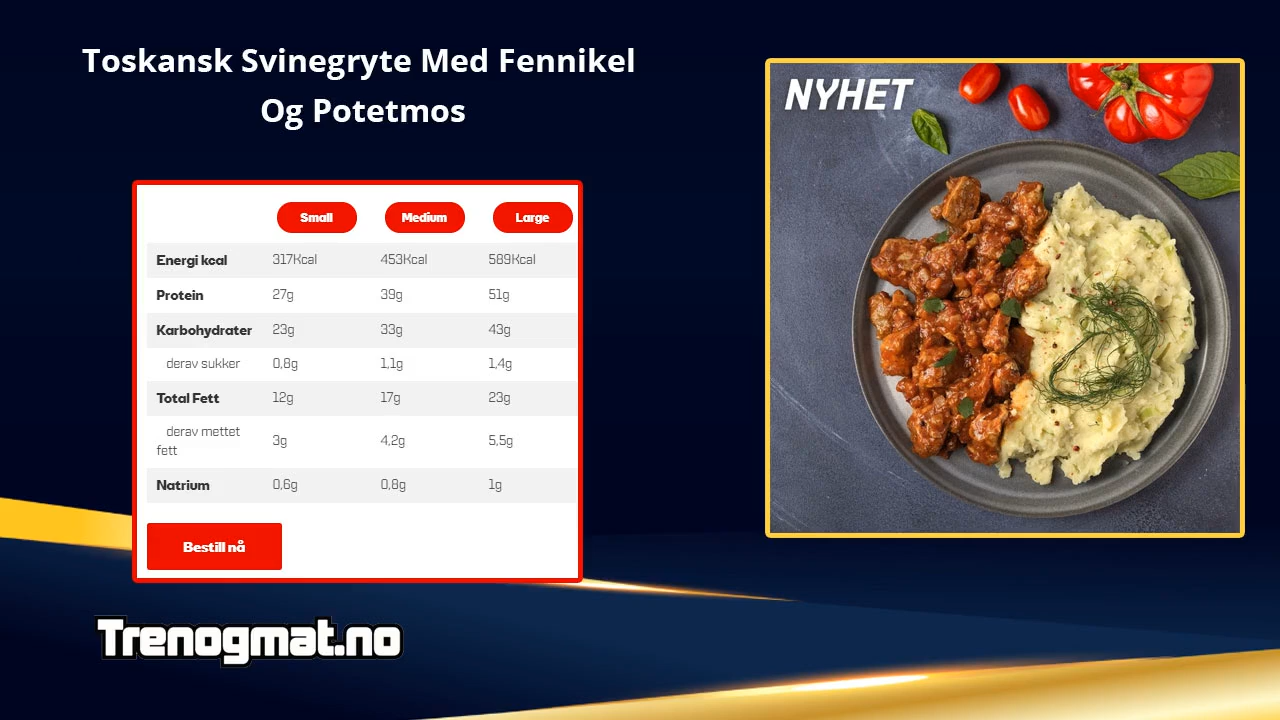 Toskansk Svinegryte Med Fennikel
Og Potetmos
NYHET
Small Medium Large
Energi kcal 317Kcal 453Kcal 589Kcal
Protein 27g 39g 51g
Karbohydrater 23g 33g 43g
derav sukker 0,8g 1,1g 1,4g
Total Fett 12g 17g 23g
derav mettet
fett 3g 4,2g 5,5g
Natrium 0,6g 0,8g 1g
Bestill nå
Trenogmat.no